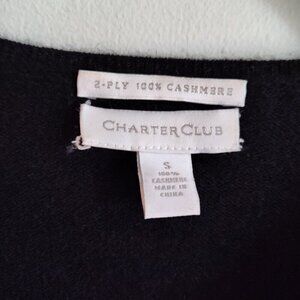 2-PLY 100% CASHMERE
CHARTER CLUB
S
100%
CASHMERE
MADE IN
CHINA